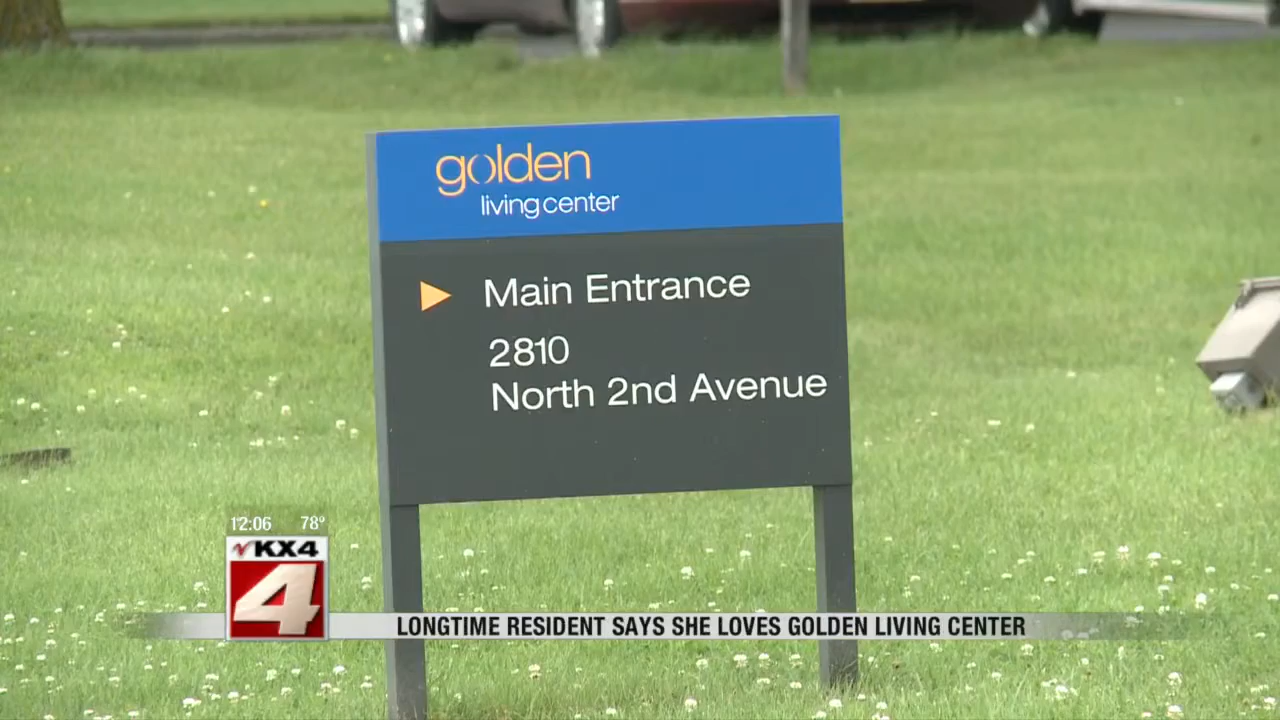 golden
living center
Main Entrance
2810
North 2nd Avenue
12:06 78°
KX4
4
LONGTIME RESIDENT SAYS SHE LOVES GOLDEN LIVING CENTER